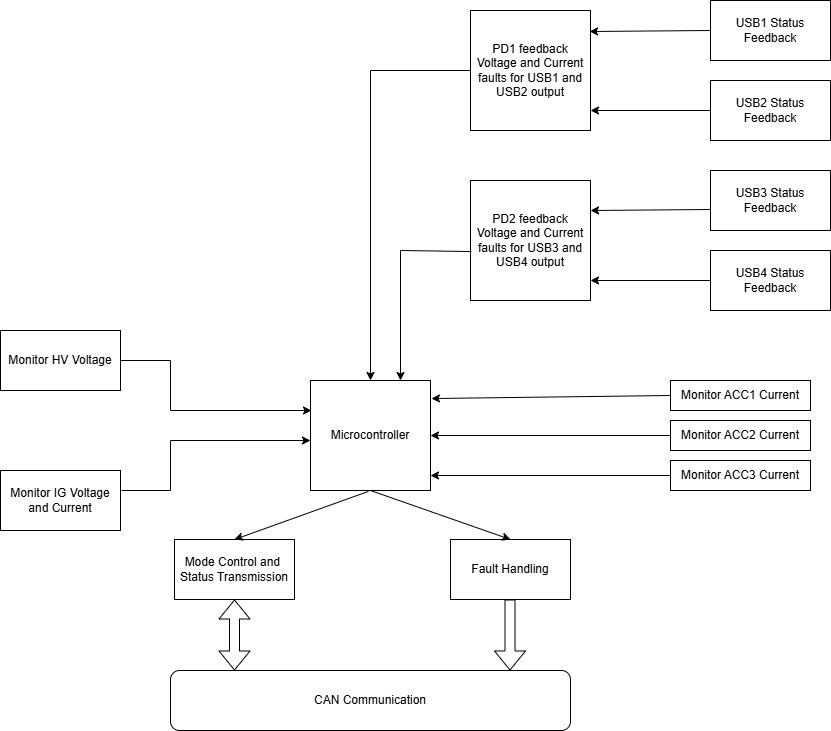 USB1 Status
Feedback
PD1 feedback
Voltage and Current
faults for USB1 and
USB2 output
USB2 Status
Feedback
USB3 Status
Feedback
PD2 feedback
Voltage and Current
faults for USB3 and
USB4 output
USB4 Status
Feedback
Monitor HV Voltage
Monitor ACC1 Current
Microcontroller
Monitor ACC2 Current
Monitor ACC3 Current
Monitor IG Voltage
and Current
Mode Control and
Status Transmission
Fault Handling
CAN Communication